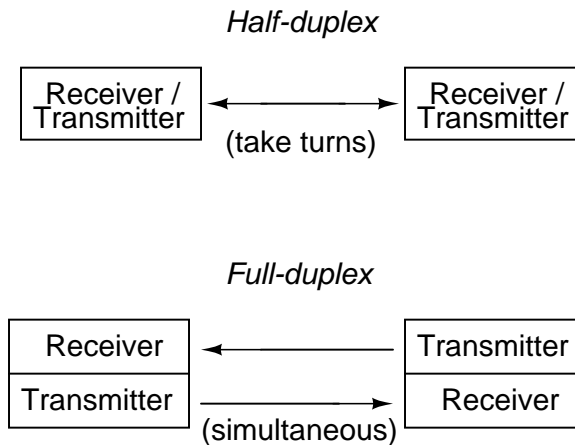 Half-duplex
Receiver /
Transmitter
Receiver /
Transmitter
(take turns)
Full-duplex
Receiver
Transmitter
Transmitter
Receiver
(simultaneous)